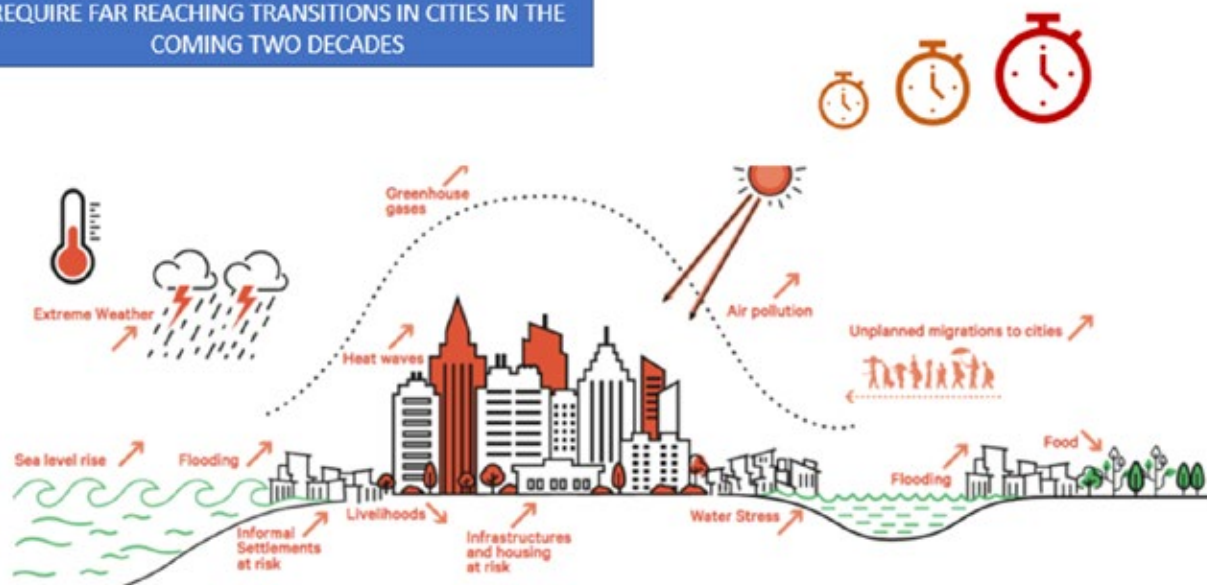 REQUIRE FAR REACHING TRANSITIONS IN CITIES IN THE
COMING TWO DECADES
Greenhouse
gases
Extreme Weather
Heat waves
Air pollution
Unplanned migrations to cities
Sea level rise
Flooding
Food
Flooding
Livelihoods
Water Stress
Informal
Settlements
at risk
Infrastructures
and housing
at risk